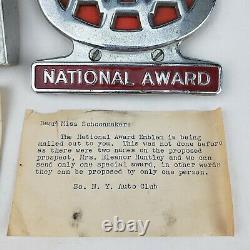 NATIONAL AWARD
Dear Miss Schoonmaker:
The National Award Emblem is being
mailed out to you. This was not done before
as there were two names on the proposed
prospect, Mrs. Eleanor Huntley and we can
send only one special award, in other words
they can be proposed by only one person.
So. N. Y. Auto Club